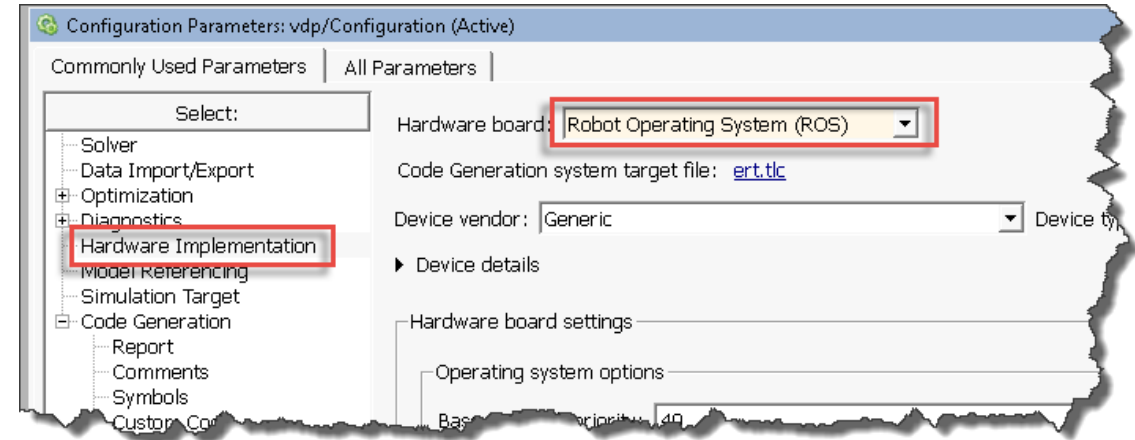 Configuration Parameters: vdp/Configuration (Active)
Commonly Used Parameters
All Parameters
Select:
Solver
Data Import/Export
Optimization
Diagnostics
Hardware Implementation
Model Referencing
Simulation Target
Code Generation
Report
Comments
Symbols
Custom
Hardware board: Robot Operating System (ROS)
Code Generation system target file: ert.tlc
Device vendor: Generic
Device
Device details
Hardware board settings
Operating system options